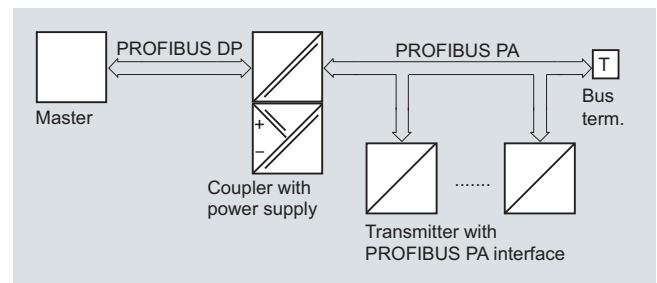 PROFIBUS DP
PROFIBUS PA
T
Master
Bus
term.
+
–
Coupler with
power supply
.......
Transmitter with
PROFIBUS PA interface